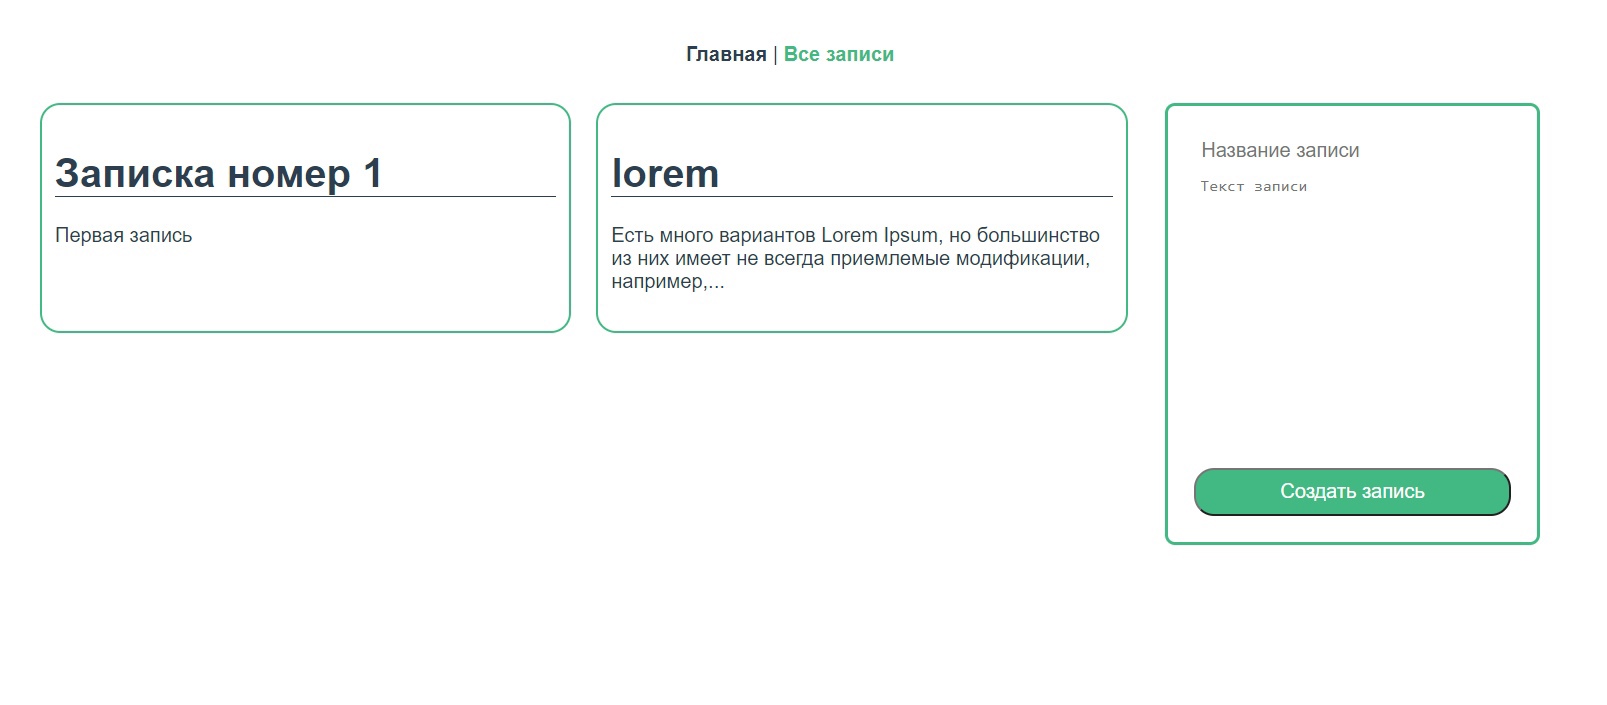 Главная | Все записи
Записка номер 1
Первая запись
lorem
Есть много вариантов Lorem Ipsum, но большинство
из них имеет не всегда приемлемые модификации,
например,...
Название записи
Текст записи
Создать запись